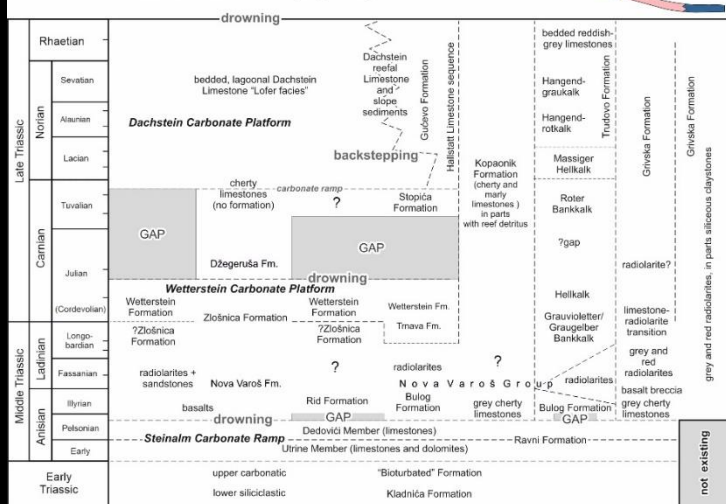 drowning
Late Triassic
Rhaetian
Norian
Sevatian
Alaunian
Lacian
Carnian
Tuvalian
Julian
(Cordevolian)
Middle Triassic
Ladinian
Longo-
bardian
Fassanian
Anisian
Illyrian
Pelsonian
Early
Early
Triassic
bedded, lagoonal Dachstein
Limestone "Lofer facies"
Dachstein Carbonate Platform
Dachstein
reefal
Limestone
and
slope
sediments
Gučevo Formation
Hallstatt Limestone sequence
backstepping
cherty
limestones
(no formation)
carbonate ramp
?
Stopića
Formation
GAP
GAP
Džegeruša Fm.
drowning
Wetterstein Carbonate Platform
Wetterstein
Formation
?Zlošnica
Formation
Zlošnica Formation
Wetterstein
Formation
?Zlošnica
Formation
Wetterstein Fm.
Trnava Fm.
radiolarites +
sandstones
Nova Varoš Fm.
?
radiolarites
?
Nova Varoš Group
basalts
Rid Formation
Bulog
Formation
grey cherty
limestones
drowning
GAP
Dedovići Member (limestones)
Steinalm Carbonate Ramp
Ravni Formation
Utrine Member (limestones and dolomites)
upper carbonatic
"Bioturbated" Formation
lower siliciclastic
Kladnića Formation
Kopaonik
Formation
(cherty and
marly
limestones )
in parts
with reef detritus
bedded reddish-
grey limestones
Hangend-
graukalk
Hangend-
rotkalk
Trudovo Formation
Massiger
Hellkalk
Roter
Bankkalk
?gap
Hellkalk
Grauvioletter/
Graugelber
Bankkalk
radiolarites
Bulog Formation
GAP
Grivska Formation
radiolarite?
limestone-
radiolarite
transition
grey and
red
radiolarites
basalt breccia
grey cherty
limestones
Grivska Formation
grey and red radiolarites, in parts siliceous claystones
not existing